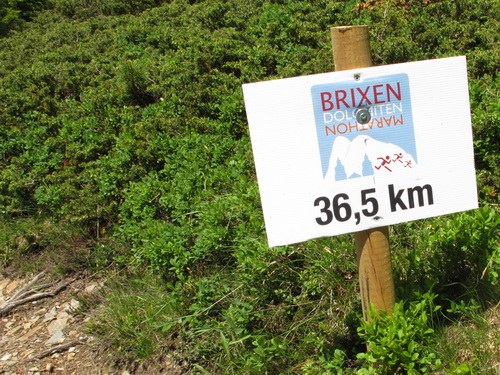 BRIXEN
DOLOMITEN
MARATHON
36,5 km